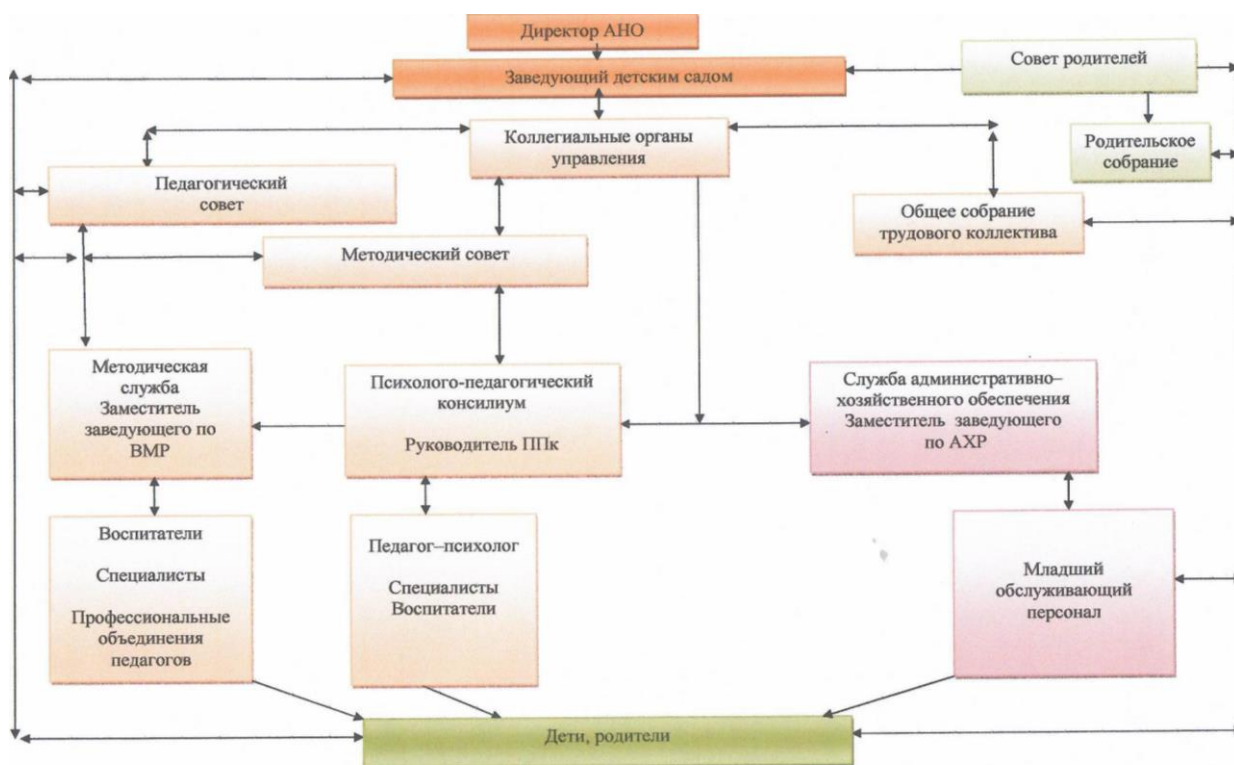 Директор АНО
Заведующий детским садом
Совет родителей
Коллегиальные органы
управления
Родительское
собрание
Педагогический
совет
Общее собрание
трудового коллектива
Методический совет
Методическая
служба
Заместитель
заведующего по
ВМР
Психолого-педагогический
консилиум
Руководитель ППк
Служба административно–
хозяйственного обеспечения
Заместитель заведующего
по АХР
Воспитатели
Специалисты
Профессиональные
объединения
педагогов
Педагог–психолог
Специалисты
Воспитатели
Младший
обслуживающий
персонал
Дети, родители